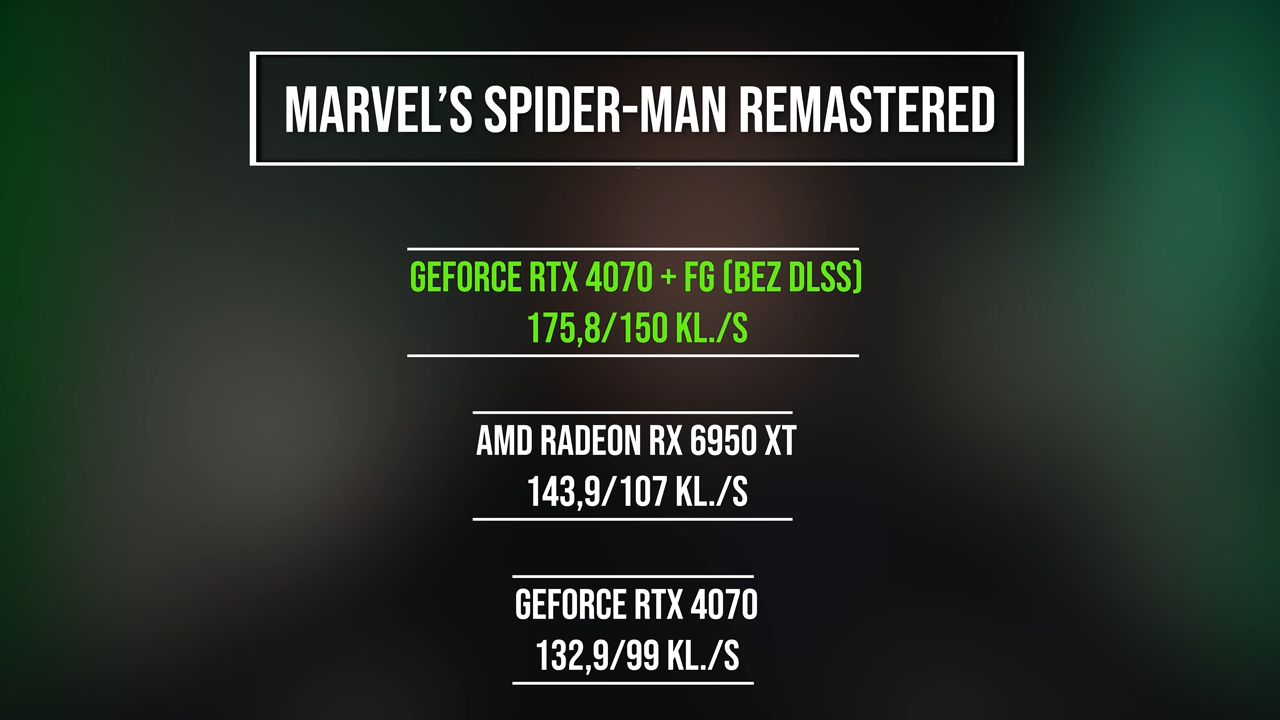 MARVEL’S SPIDER-MAN REMASTERED
GEFORCE RTX 4070 + FG (BEZ DLSS)
175,8/150 KL./S
AMD RADEON RX 6950 XT
143,9/107 KL./S
GEFORCE RTX 4070
132,9/99 KL./S